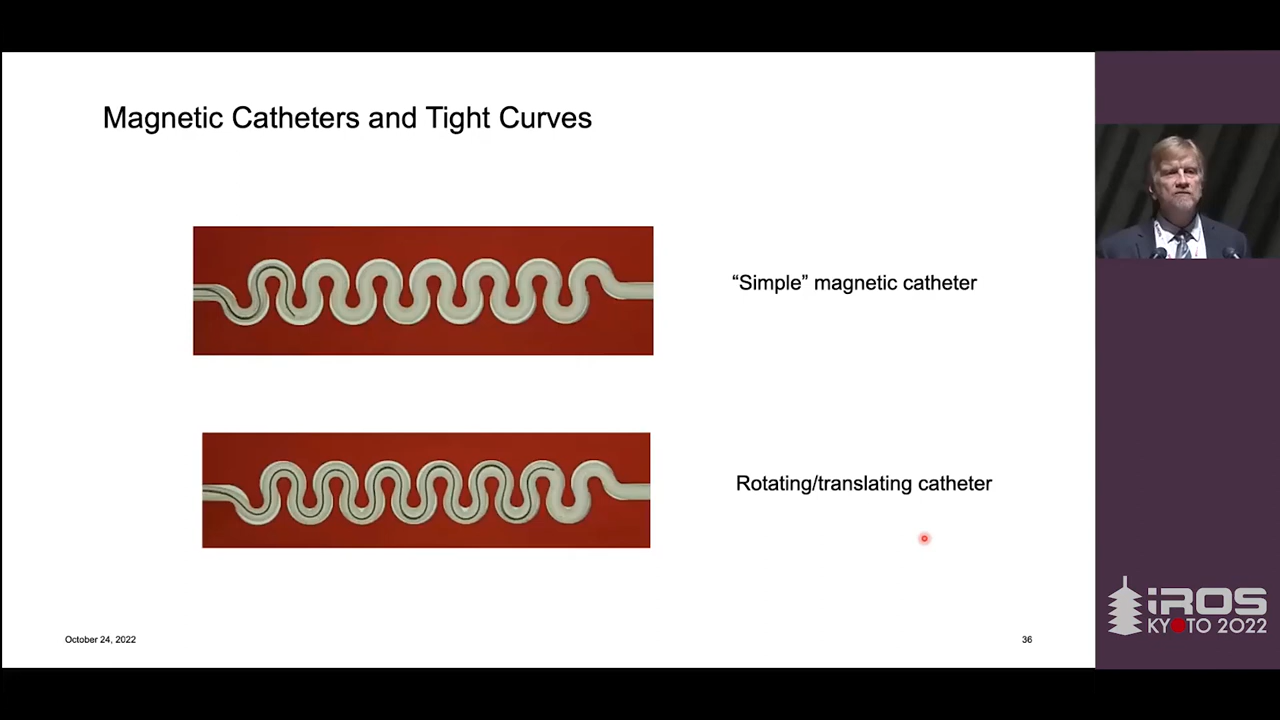 Magnetic Catheters and Tight Curves
“Simple” magnetic catheter
Rotating/translating catheter
October 24, 2022
36
iROS
KYOTO 2022